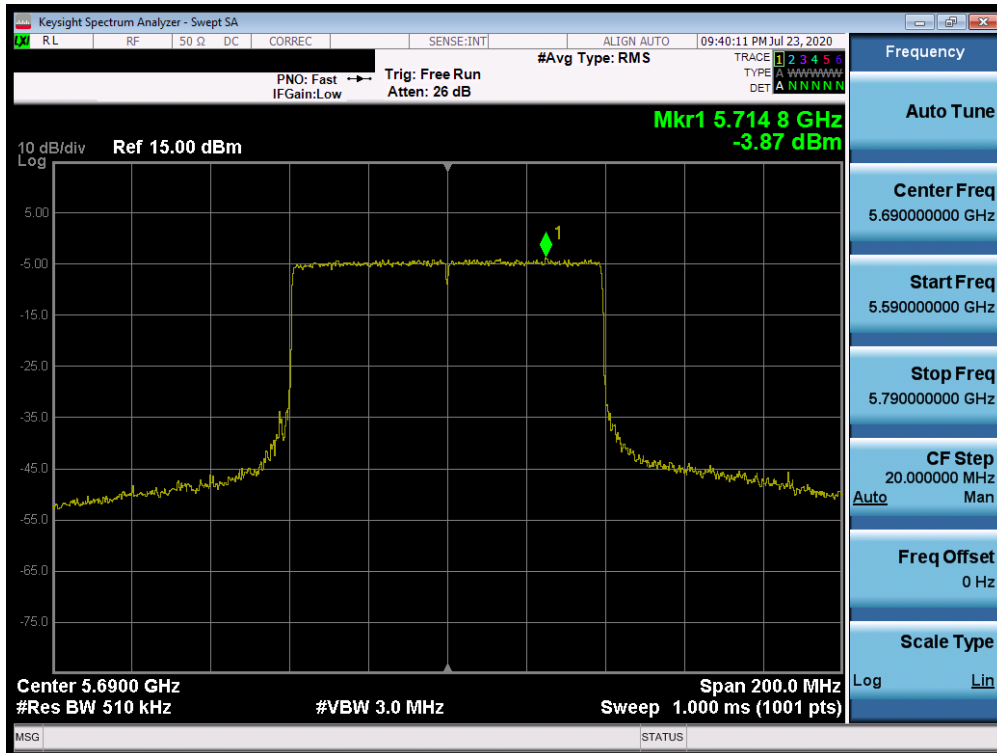 Keysight Spectrum Analyzer - Swept SA
LXI RL RF 50 Ω DC CORREC SENSE:INT ALIGN AUTO 09:40:11 PM Jul 23, 2020
#Avg Type: RMS
TRACE 1 2 3 4 5 6
PNO: Fast Trig: Free Run
TYPE A WWWWW
IFGain:Low Atten: 26 dB
DET A N N N N N
Mkr1 5.714 8 GHz
-3.87 dBm
10 dB/div Ref 15.00 dBm
Log
5.00
1
-5.00
-15.0
-25.0
-35.0
-45.0
-55.0
-65.0
-75.0
Center 5.6900 GHz Span 200.0 MHz
#Res BW 510 kHz #VBW 3.0 MHz Sweep 1.000 ms (1001 pts)
MSG STATUS
Frequency
Auto Tune
Center Freq
5.690000000 GHz
Start Freq
5.590000000 GHz
Stop Freq
5.790000000 GHz
CF Step
20.000000 MHz
Auto Man
Freq Offset
0 Hz
Scale Type
Log Lin